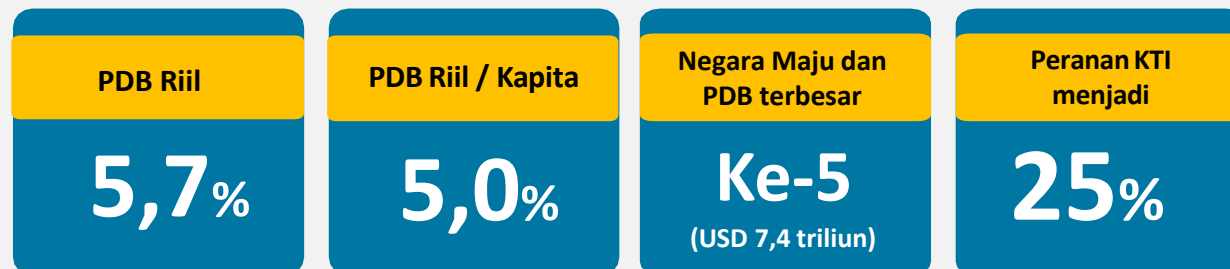 PDB Riil
5,7%
PDB Riil / Kapita
5,0%
Negara Maju dan
PDB terbesar
Ke-5
(USD 7,4 triliun)
Peranan KTI
menjadi
25%